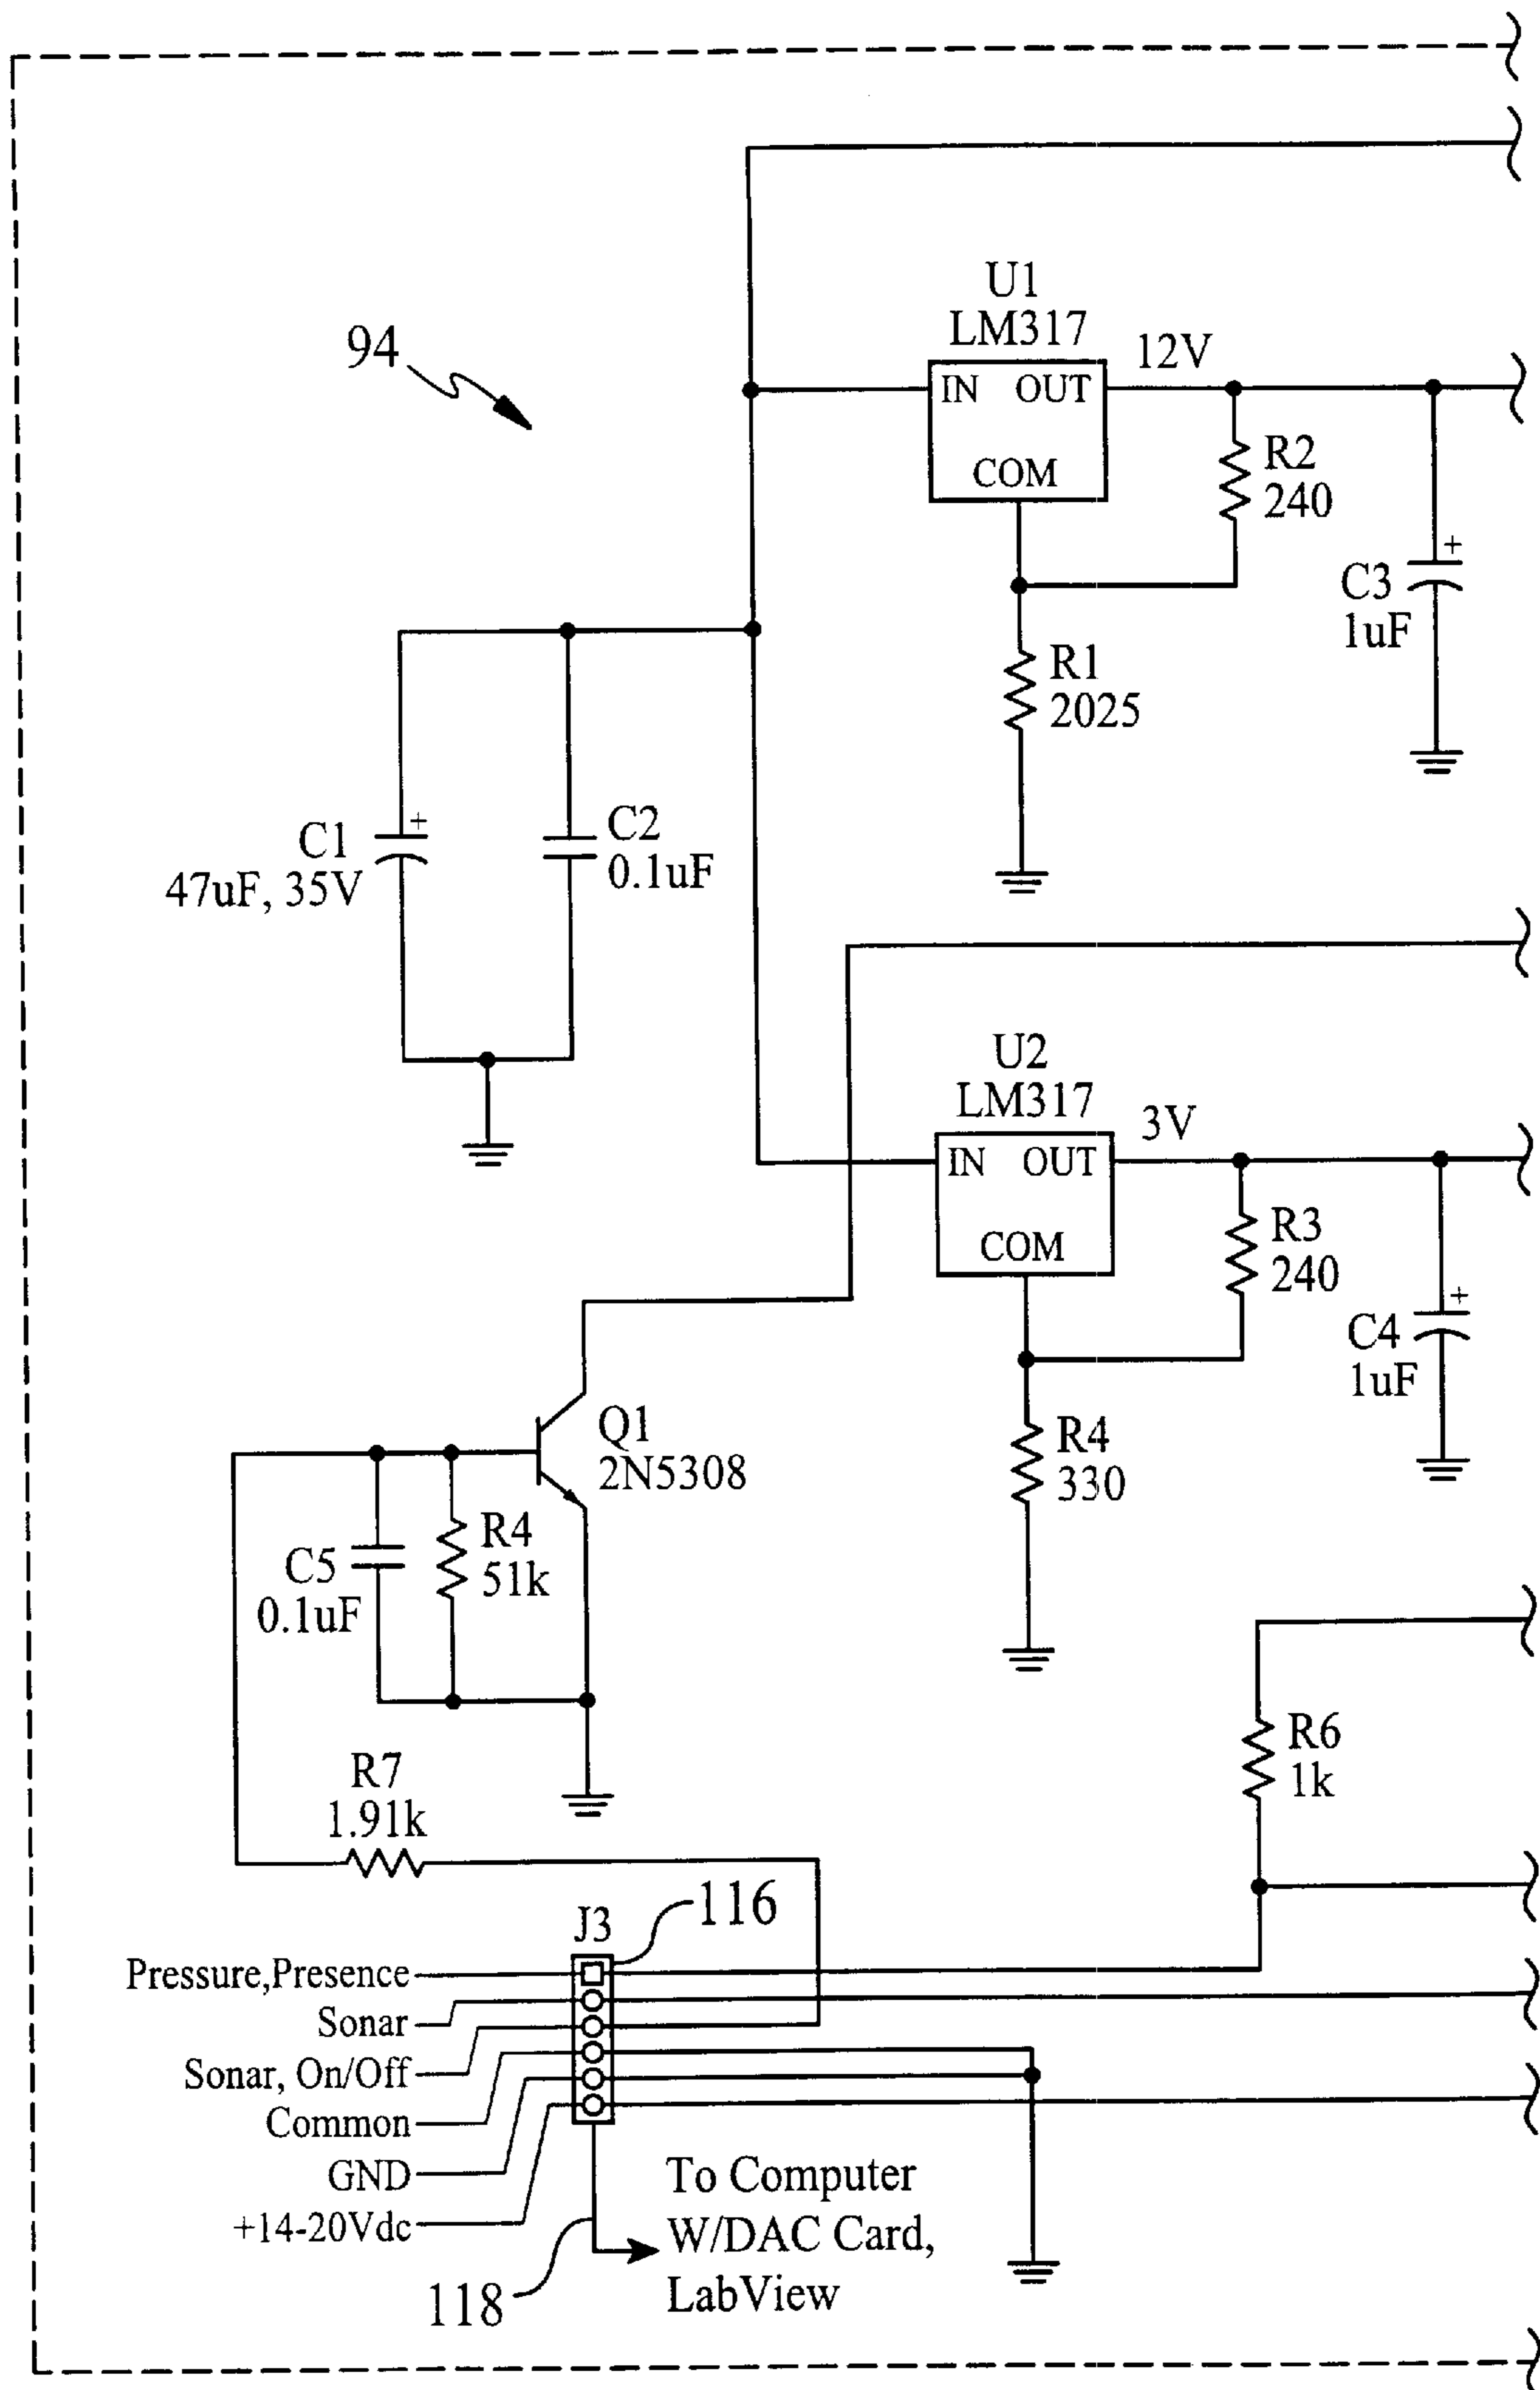 94
U1
LM317
12V
IN OUT
COM
R2
240
C3
1uF
+
R1
2025
C1
47uF, 35V
+
C2
0.1uF
U2
LM317
3V
IN OUT
COM
R3
240
C4
1uF
+
R4
330
Q1
2N5308
C5
0.1uF
R4
51k
R6
1k
R7
1.91k
J3
116
Pressure,Presence
Sonar
Sonar, On/Off
Common
GND
+14-20Vdc
To Computer
W/DAC Card,
LabView
118